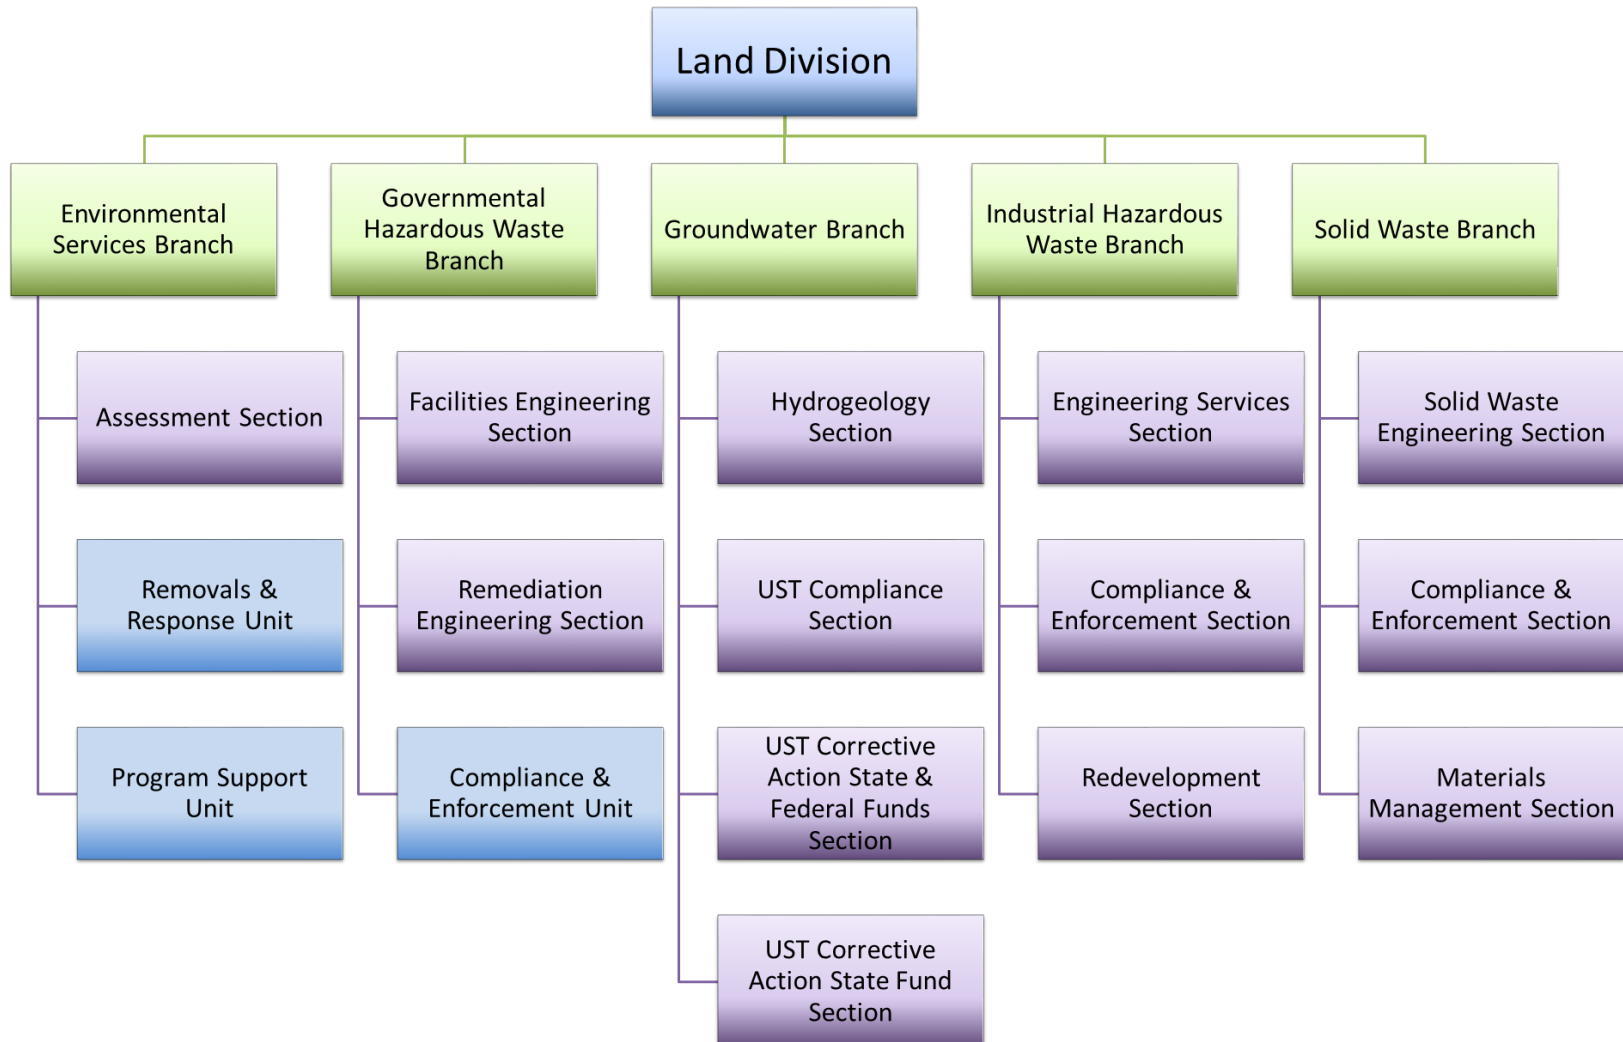 Land Division
Environmental
Services Branch
Governmental
Hazardous Waste
Branch
Groundwater Branch
Industrial Hazardous
Waste Branch
Solid Waste Branch
Assessment Section
Removals &
Response Unit
Program Support
Unit
Facilities Engineering
Section
Remediation
Engineering Section
Compliance &
Enforcement Unit
Hydrogeology
Section
UST Compliance
Section
UST Corrective
Action State &
Federal Funds
Section
UST Corrective
Action State Fund
Section
Engineering Services
Section
Compliance &
Enforcement Section
Redevelopment
Section
Solid Waste
Engineering Section
Compliance &
Enforcement Section
Materials
Management Section